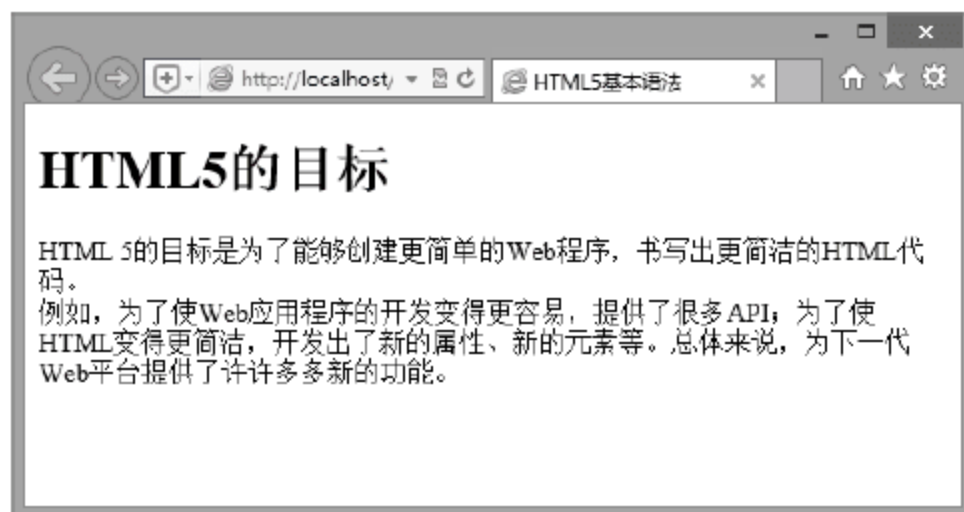 http://localhost/
HTML5基本语法
HTML5的目标
HTML 5的目标是为了能够创建更简单的Web程序，书写出更简洁的HTML代
码。
例如，为了使Web应用程序的开发变得更容易，提供了很多API；为了使
HTML变得更简洁，开发出了新的属性、新的元素等。总体来说，为下一代
Web平台提供了许许多多新的功能。